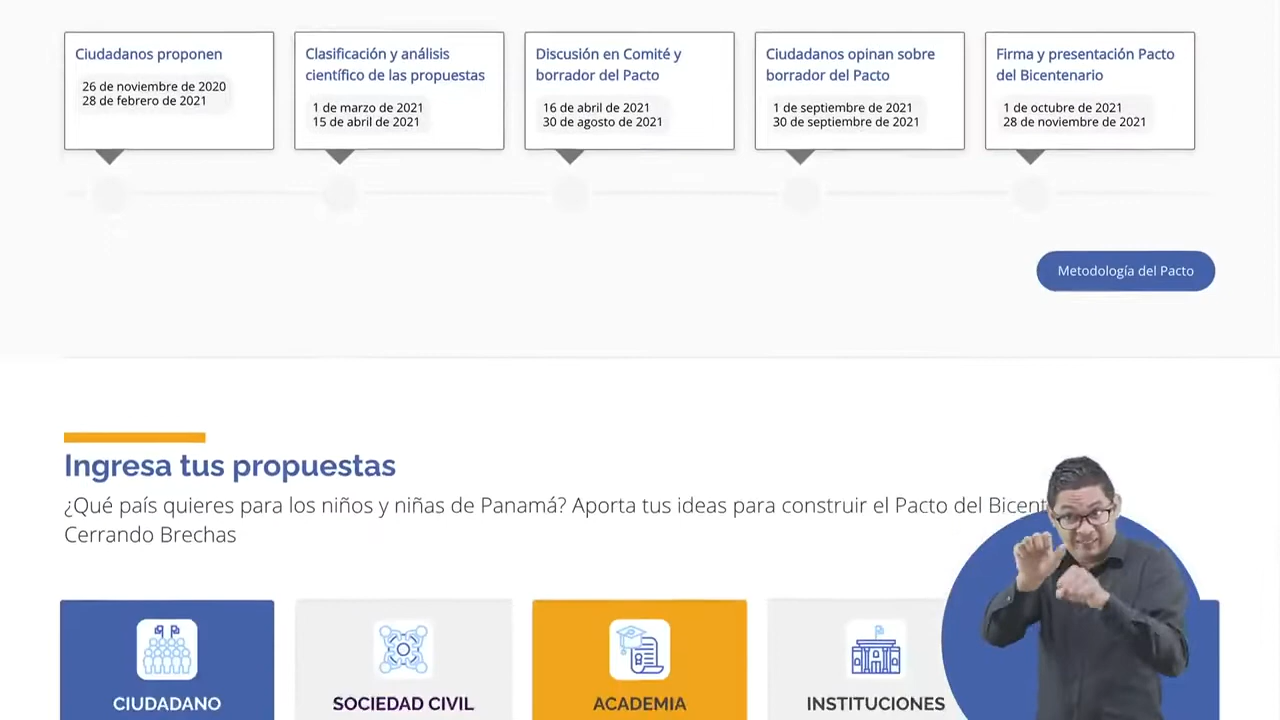 Ciudadanos proponen
26 de noviembre de 2020
28 de febrero de 2021
Clasificación y análisis
científico de las propuestas
1 de marzo de 2021
15 de abril de 2021
Discusión en Comité y
borrador del Pacto
16 de abril de 2021
30 de agosto de 2021
Ciudadanos opinan sobre
borrador del Pacto
1 de septiembre de 2021
30 de septiembre de 2021
Firma y presentación Pacto
del Bicentenario
1 de octubre de 2021
28 de noviembre de 2021
Metodología del Pacto
Ingresa tus propuestas
¿Qué país quieres para los niños y niñas de Panamá? Aporta tus ideas para construir el Pacto del Bicent
Cerrando Brechas
CIUDADANO
SOCIEDAD CIVIL
ACADEMIA
INSTITUCIONES